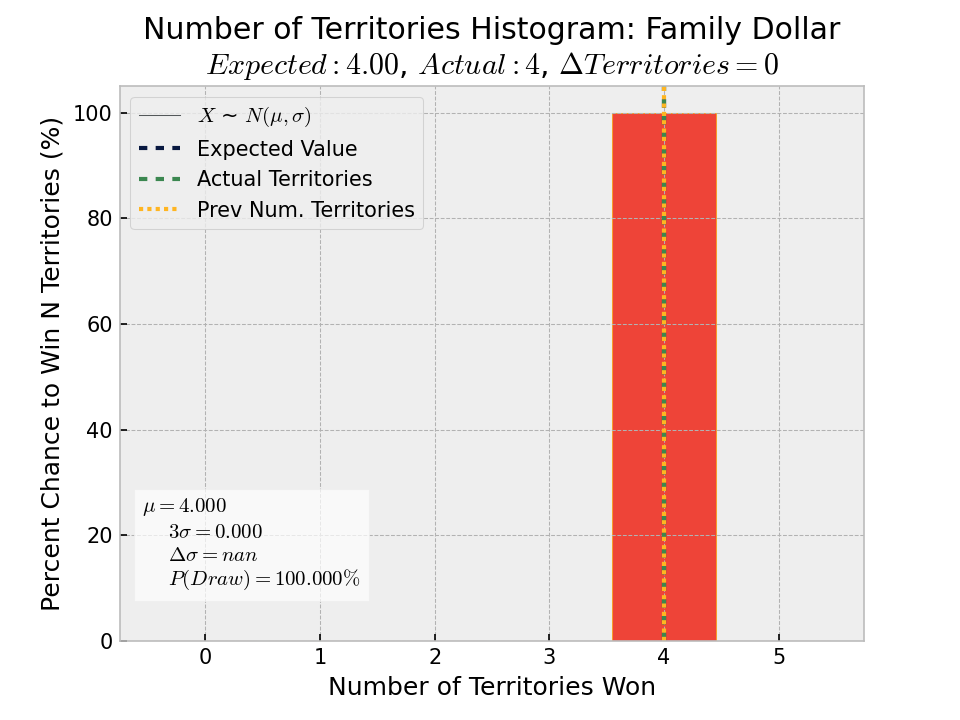 Number of Territories Histogram: Family Dollar
Expected : 4.00, Actual : 4, ΔTerritories = 0
Percent Chance to Win N Territories (%)
100
80
60
40
20
0
X ∼ N(μ, σ)
Expected Value
Actual Territories
Prev Num. Territories
μ = 4.000
3σ = 0.000
Δσ = nan
P(Draw) = 100.000%
0 1 2 3 4 5
Number of Territories Won